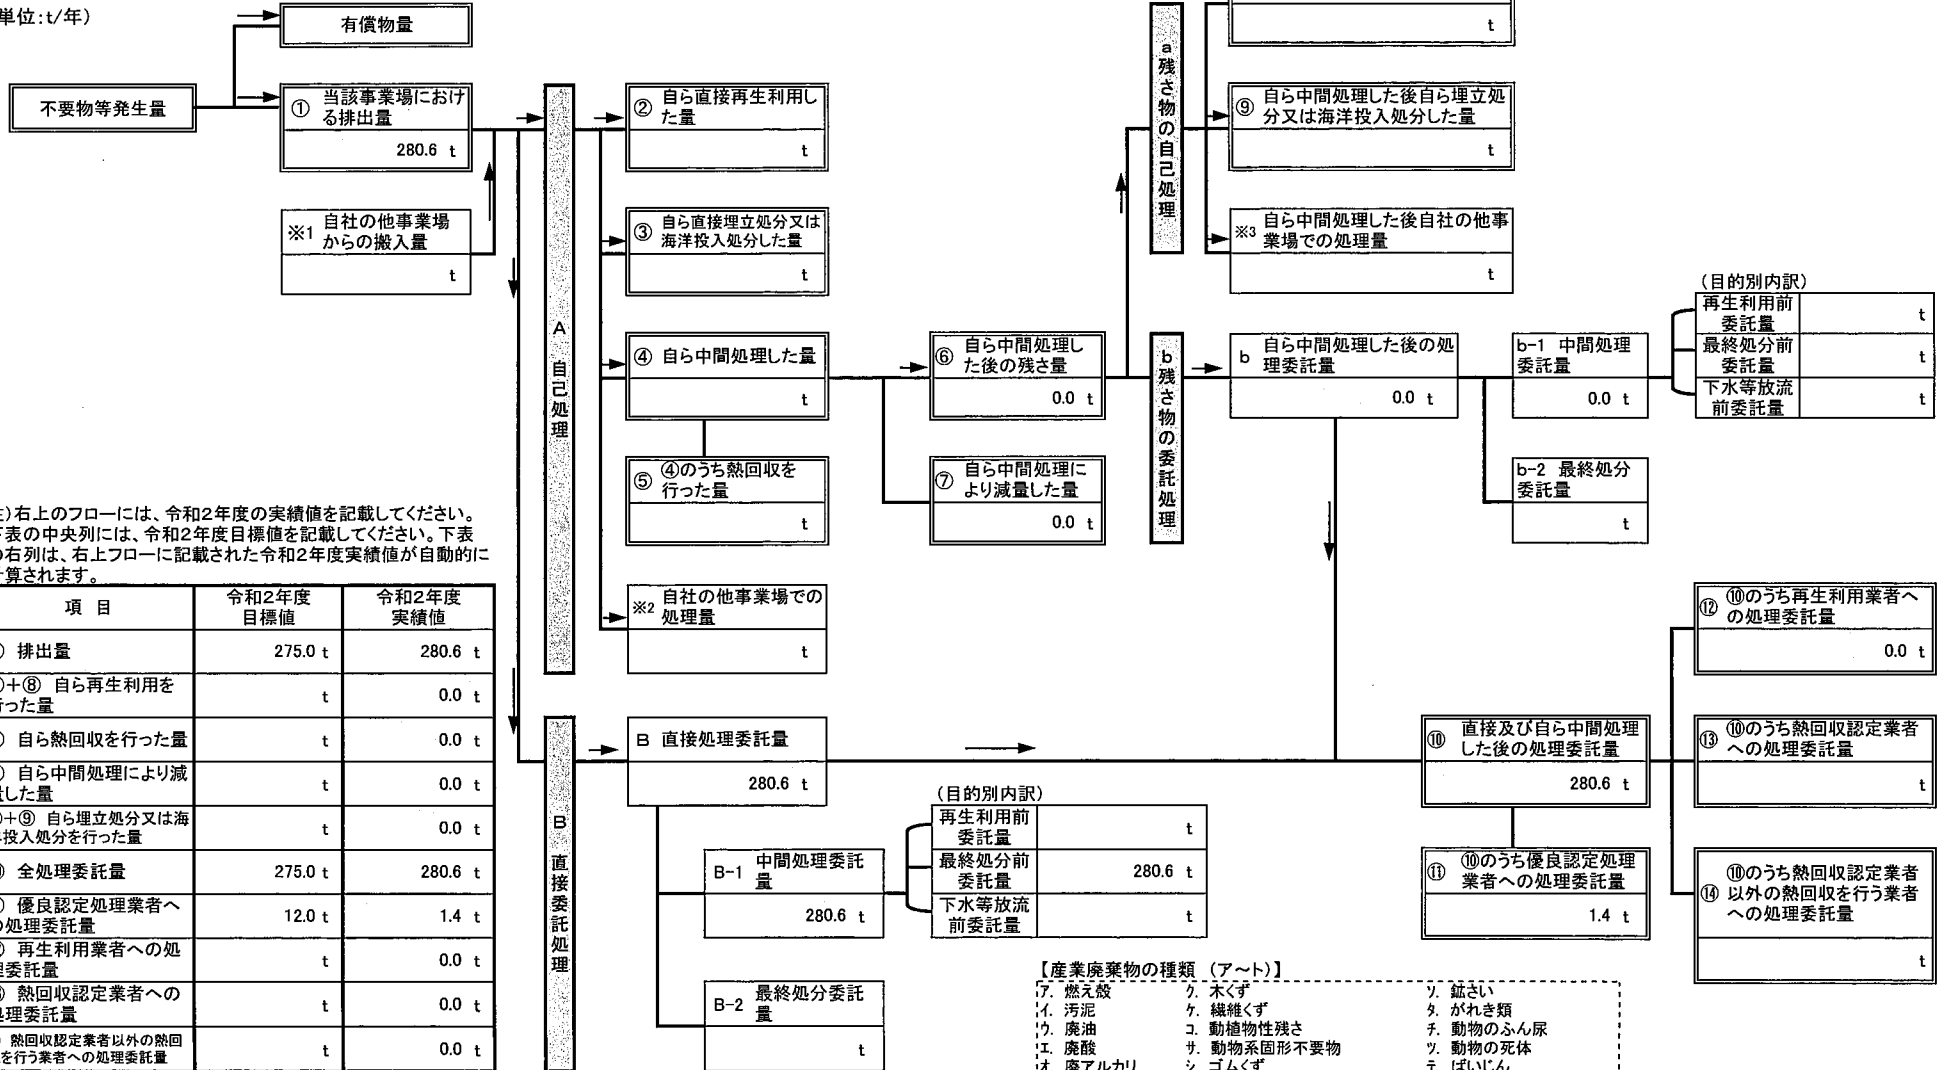 単位:t/年)
有償物量
不要物等発生量
① 当該事業場におけ
る排出量
280.6 t
※1 自社の他事業場
からの搬入量
t
A 自己処理
② 自ら直接再生利用し
た量
t
③ 自ら直接埋立処分又は
海洋投入処分した量
t
④ 自ら中間処理した量
t
⑤ ④のうち熱回収を
行った量
t
※2 自社の他事業場での
処理量
t
⑥ 自ら中間処理し
た後の残さ量
0.0 t
⑦ 自ら中間処理に
より減量した量
0.0 t
a 残さ物の自己処理
t
⑨ 自ら中間処理した後自ら埋立処
分又は海洋投入処分した量
t
※3 自ら中間処理した後自社の他事
業場での処理量
t
b 残さ物の委託処理
b 自ら中間処理した後の処
理委託量
0.0 t
b-1 中間処理
委託量
0.0 t
(目的別内訳)
再生利用前
委託量 t
最終処分前
委託量 t
下水等放流
前委託量 t
b-2 最終処分
委託量
t
)右上のフローには、令和2年度の実績値を記載してください。
下表の中央列には、令和2年度目標値を記載してください。下表
の右列は、右上フローに記載された令和2年度実績値が自動的に
計算されます。
項 目 令和2年度 目標値 令和2年度 実績値
排出量 275.0 t 280.6 t
+⑧ 自ら再生利用を
行った量 t 0.0 t
自ら熱回収を行った量 t 0.0 t
自ら中間処理により減
量した量 t 0.0 t
+⑨ 自ら埋立処分又は海
洋投入処分を行った量 t 0.0 t
全処理委託量 275.0 t 280.6 t
優良認定処理業者へ
の処理委託量 12.0 t 1.4 t
再生利用業者への処
理委託量 t 0.0 t
熱回収認定業者への
処理委託量 t 0.0 t
熱回収認定業者以外の熱回
を行う業者への処理委託量 t 0.0 t
B 直接委託処理
B 直接処理委託量
280.6 t
B-1 中間処理委託
量
280.6 t
(目的別内訳)
再生利用前
委託量 t
最終処分前
委託量 280.6 t
下水等放流
前委託量 t
B-2 最終処分委託
量
t
⑩ 直接及び自ら中間処理
した後の処理委託量
280.6 t
⑪ ⑩のうち優良認定処理
業者への処理委託量
1.4 t
⑫ ⑩のうち再生利用業者へ
の処理委託量
0.0 t
⑬ ⑩のうち熱回収認定業者
への処理委託量
t
⑭ ⑩のうち熱回収認定業者
以外の熱回収を行う業者
への処理委託量
t
【産業廃棄物の種類 (ア~ト)】
ア. 燃え殻 ク. 木くず ソ. 鉱さい
イ. 汚泥 ケ. 繊維くず タ. がれき類
ウ. 廃油 コ. 動植物性残さ チ. 動物のふん尿
エ. 廃酸 サ. 動物系固形不要物 ツ. 動物の死体
オ. 廃アルカリ シ. ゴムくず テ. ばいじん